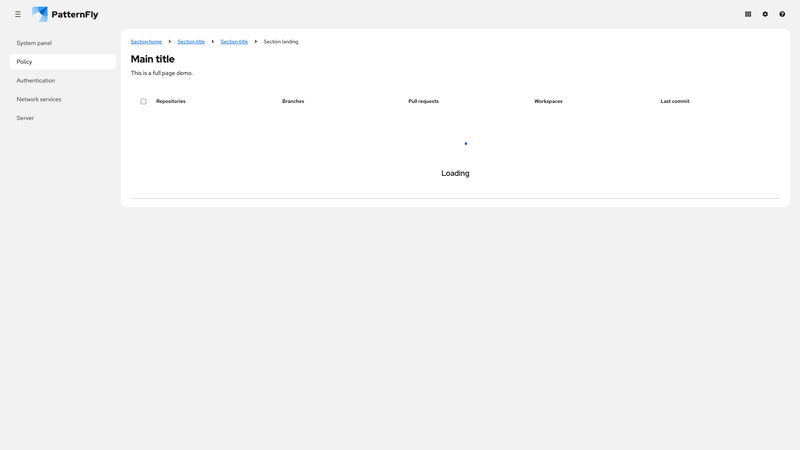 PatternFly
System panel
Policy
Authentication
Network services
Server
Section home Section title Section title Section landing
Main title
This is a full page demo.
Repositories Branches Pull requests Workspaces Last commit
Loading